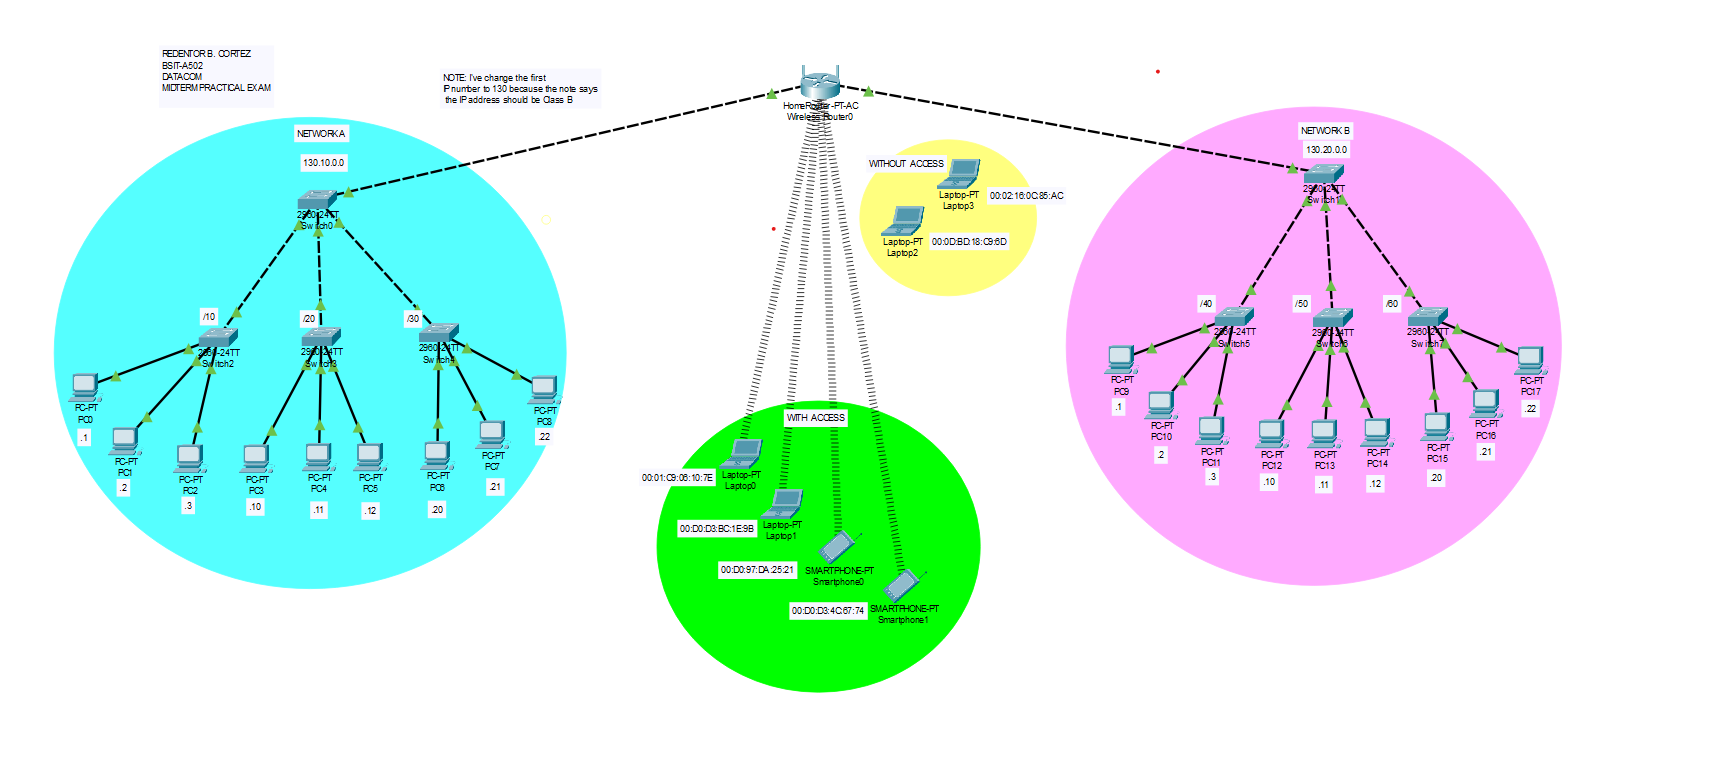 REDENTOR B. CORTEZ
BSIT-A502
DATACOM
MIDTERM PRACTICAL EXAM
NOTE: I've change the first
IP number to 130 because the note says
the IP address should be Class B
HomeRouter-PT-AC
Wireless Router0
NETWORK A
130.10.0.0
2960-24TT
Switch0
/10
2960-24TT
Switch2
/20
2960-24TT
Switch3
/30
2960-24TT
Switch4
PC-PT
PC0
.1
PC-PT
PC1
.2
PC-PT
PC2
.3
PC-PT
PC3
.10
PC-PT
PC4
.11
PC-PT
PC5
.12
PC-PT
PC6
.20
PC-PT
PC7
.21
PC-PT
PC8
.22
WITHOUT ACCESS
Laptop-PT
Laptop3
00:02:16:0C:85:AC
Laptop-PT
Laptop2
00:0D:BD:18:C9:6D
WITH ACCESS
00:01:C9:06:10:7E
Laptop-PT
Laptop0
00:D0:D3:BC:1E:9B
Laptop-PT
Laptop1
00:D0:97:DA:25:21
SMARTPHONE-PT
Smartphone0
00:D0:D3:4C:67:74
SMARTPHONE-PT
Smartphone1
NETWORK B
130.20.0.0
2960-24TT
Switch1
/40
2960-24TT
Switch5
/50
2960-24TT
Switch6
/60
2960-24TT
Switch7
PC-PT
PC9
.1
PC-PT
PC10
.2
PC-PT
PC11
.3
PC-PT
PC12
.10
PC-PT
PC13
.11
PC-PT
PC14
.12
PC-PT
PC15
.20
PC-PT
PC16
.21
PC-PT
PC17
.22